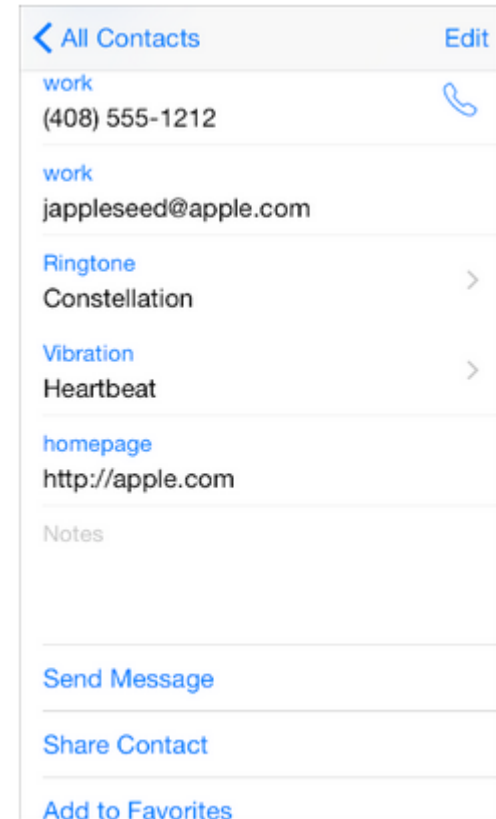 All Contacts
Edit
work
(408) 555-1212
work
jappleseed@apple.com
Ringtone
Constellation
Vibration
Heartbeat
homepage
http://apple.com
Notes
Send Message
Share Contact
Add to Favorites